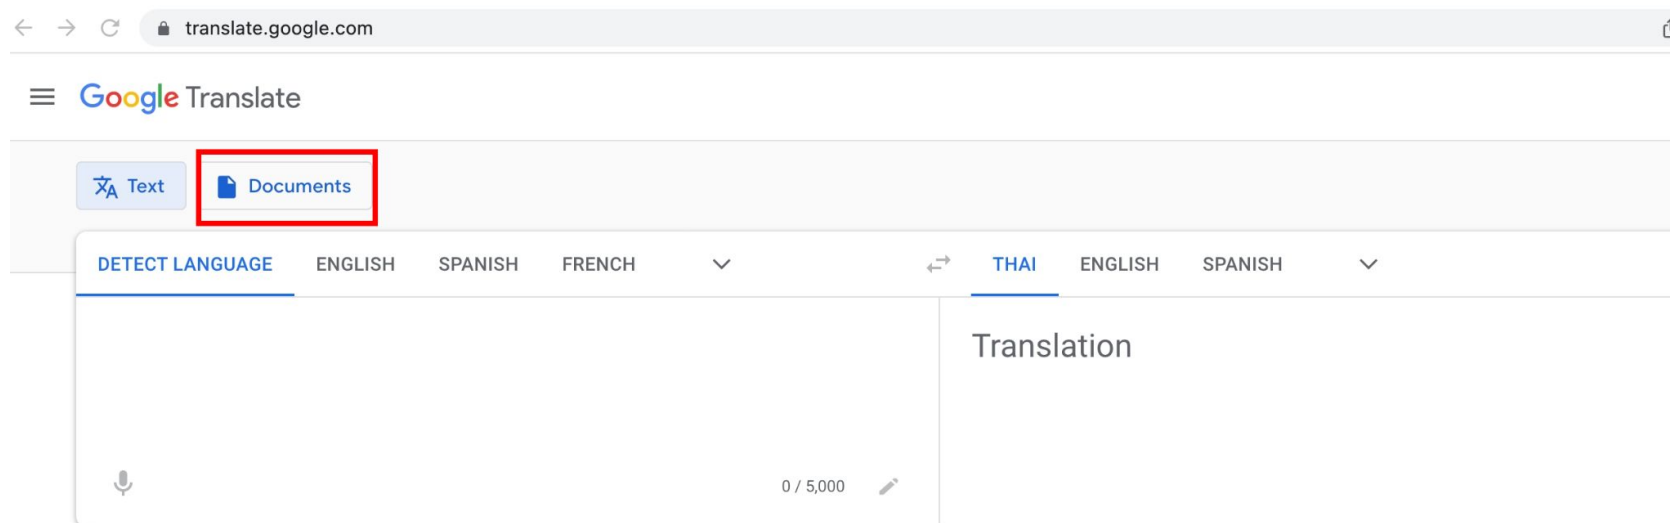 translate.google.com
Google Translate
Text Documents
DETECT LANGUAGE ENGLISH SPANISH FRENCH THAI ENGLISH SPANISH
Translation
0 / 5,000